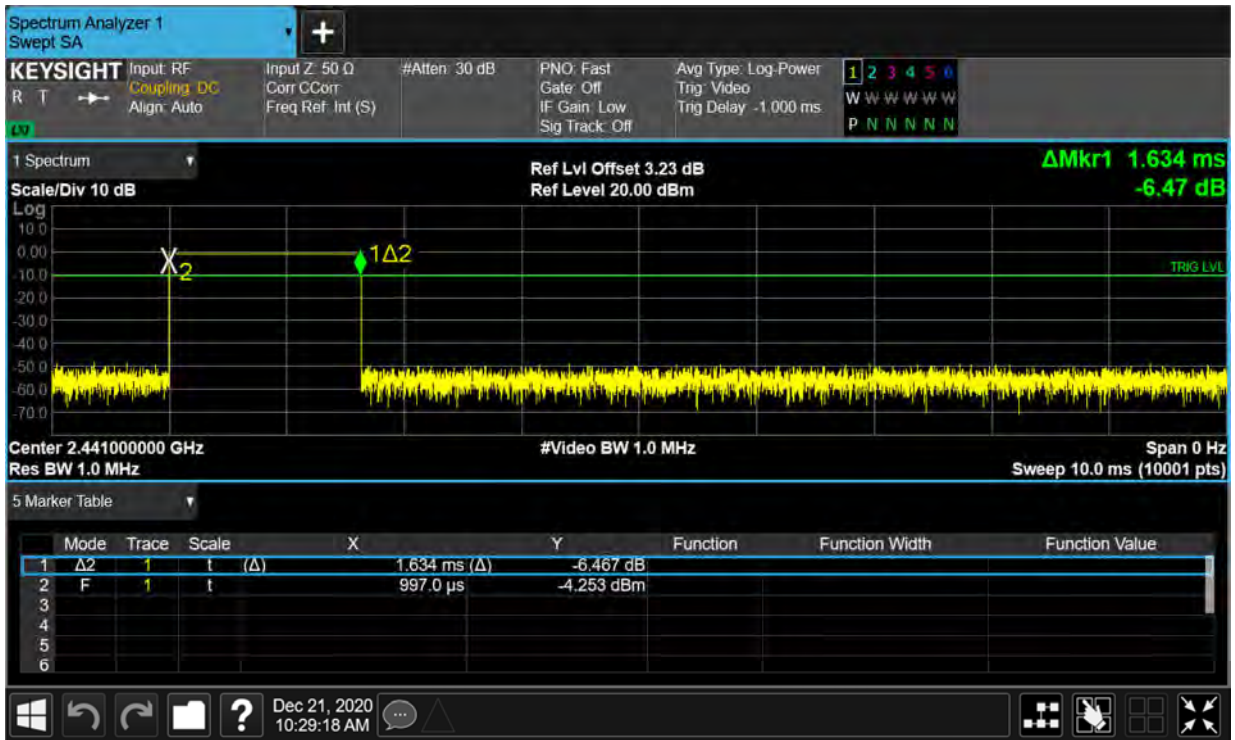 Spectrum Analyzer 1
Swept SA
+
KEYSIGHT Input: RF Input Z: 50 Ω #Atten: 30 dB PNO: Fast Avg Type: Log-Power 1 2 3 4 5 6
R T Coupling: DC Corr CCorr Gate: Off Trig: Video W W W W W W
Align: Auto Freq Ref: Int (S) IF Gain: Low Trig Delay: -1.000 ms P N N N N N
Sig Track: Off
LXI
1 Spectrum
Ref Lvl Offset 3.23 dB ΔMkr1 1.634 ms
Scale/Div 10 dB Ref Level 20.00 dBm -6.47 dB
Log
10.0
0.00
1Δ2
2
-10.0
TRIG LVL
-20.0
-30.0
-40.0
-50.0
-60.0
-70.0
Center 2.441000000 GHz #Video BW 1.0 MHz Span 0 Hz
Res BW 1.0 MHz Sweep 10.0 ms (10001 pts)
5 Marker Table
Mode Trace Scale X Y Function Function Width Function Value
1 Δ2 1 t (Δ) 1.634 ms (Δ) -6.467 dB
2 F 1 t 997.0 µs -4.253 dBm
3
4
5
6
? Dec 21, 2020
10:29:18 AM